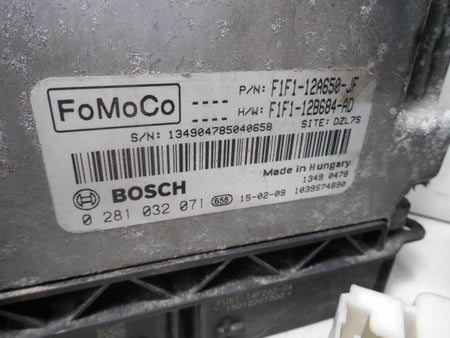 P/N: F1F1-12A650-JF
FoMoCo ----
---- H/W: F1F1-12B684-AD
S/N: 134904785040658 SITE: DZL7S
Made in Hungary
BOSCH 1349 0478
0 281 032 071 658 15-02-09 1039S74890